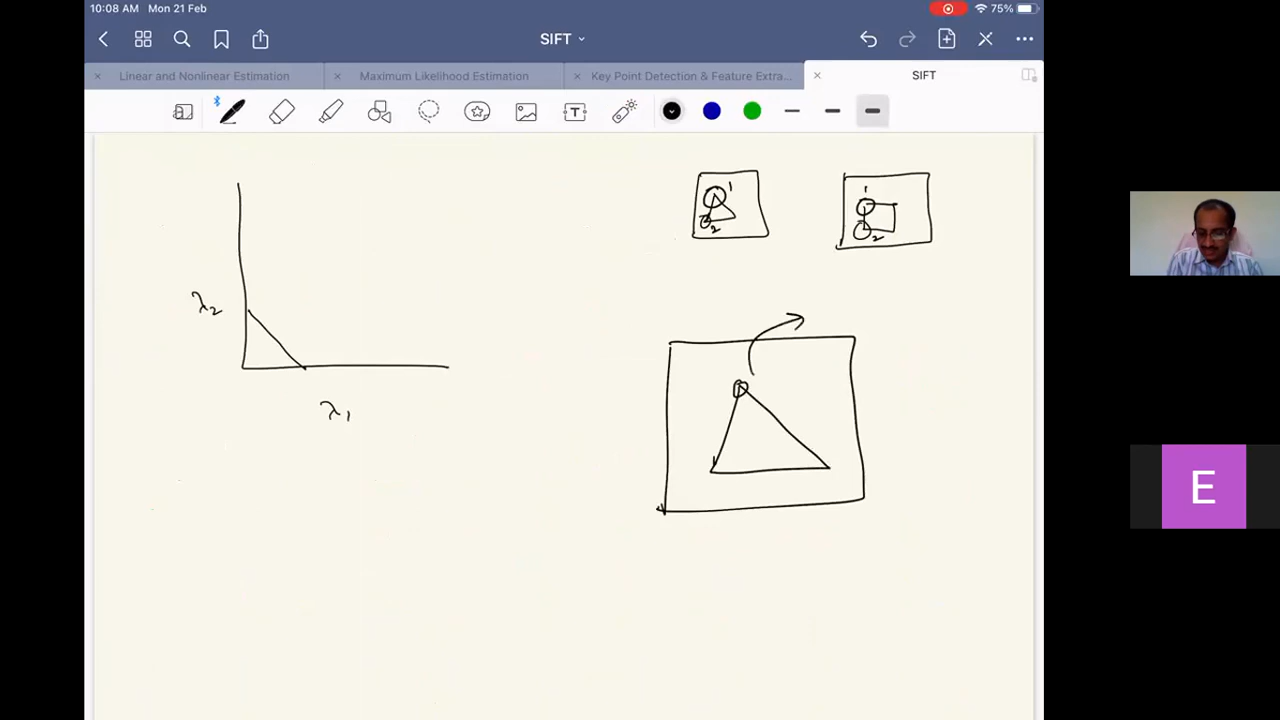 10:08 AM Mon 21 Feb
75%
SIFT
Linear and Nonlinear Estimation
Maximum Likelihood Estimation
Key Point Detection & Feature Extra...
SIFT
T
1
2
1
2
λ2
λ1
E